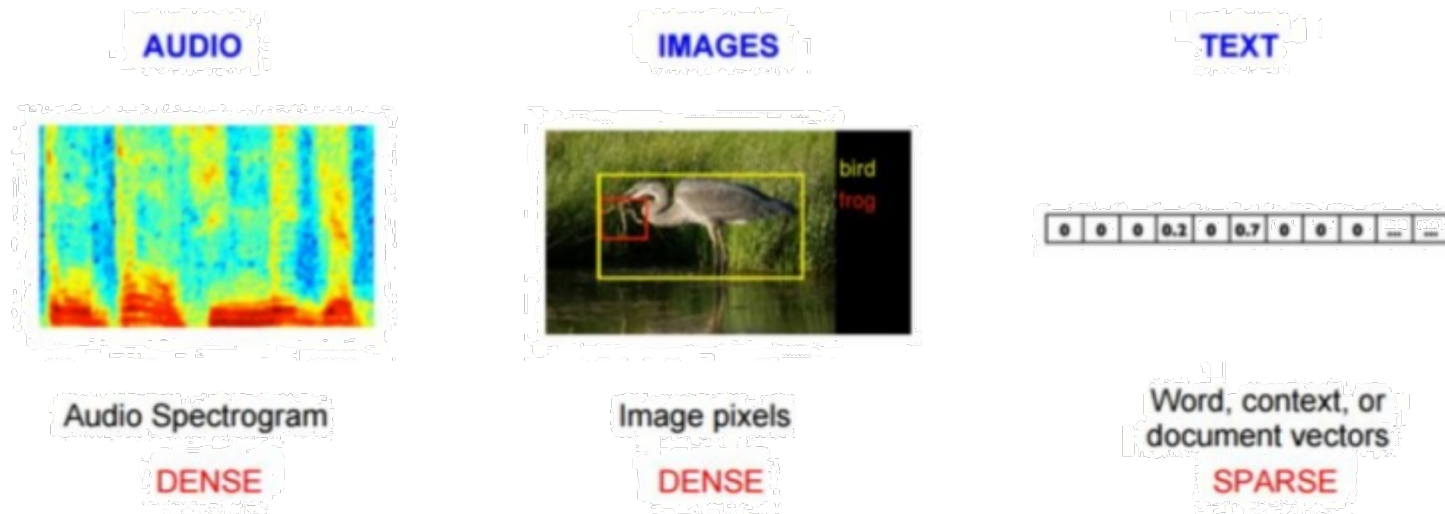 AUDIO
IMAGES
TEXT
bird
frog
0 0 0 0.2 0 0.7 0 0 0 ... ...
Audio Spectrogram
Image pixels
Word, context, or
document vectors
DENSE
DENSE
SPARSE